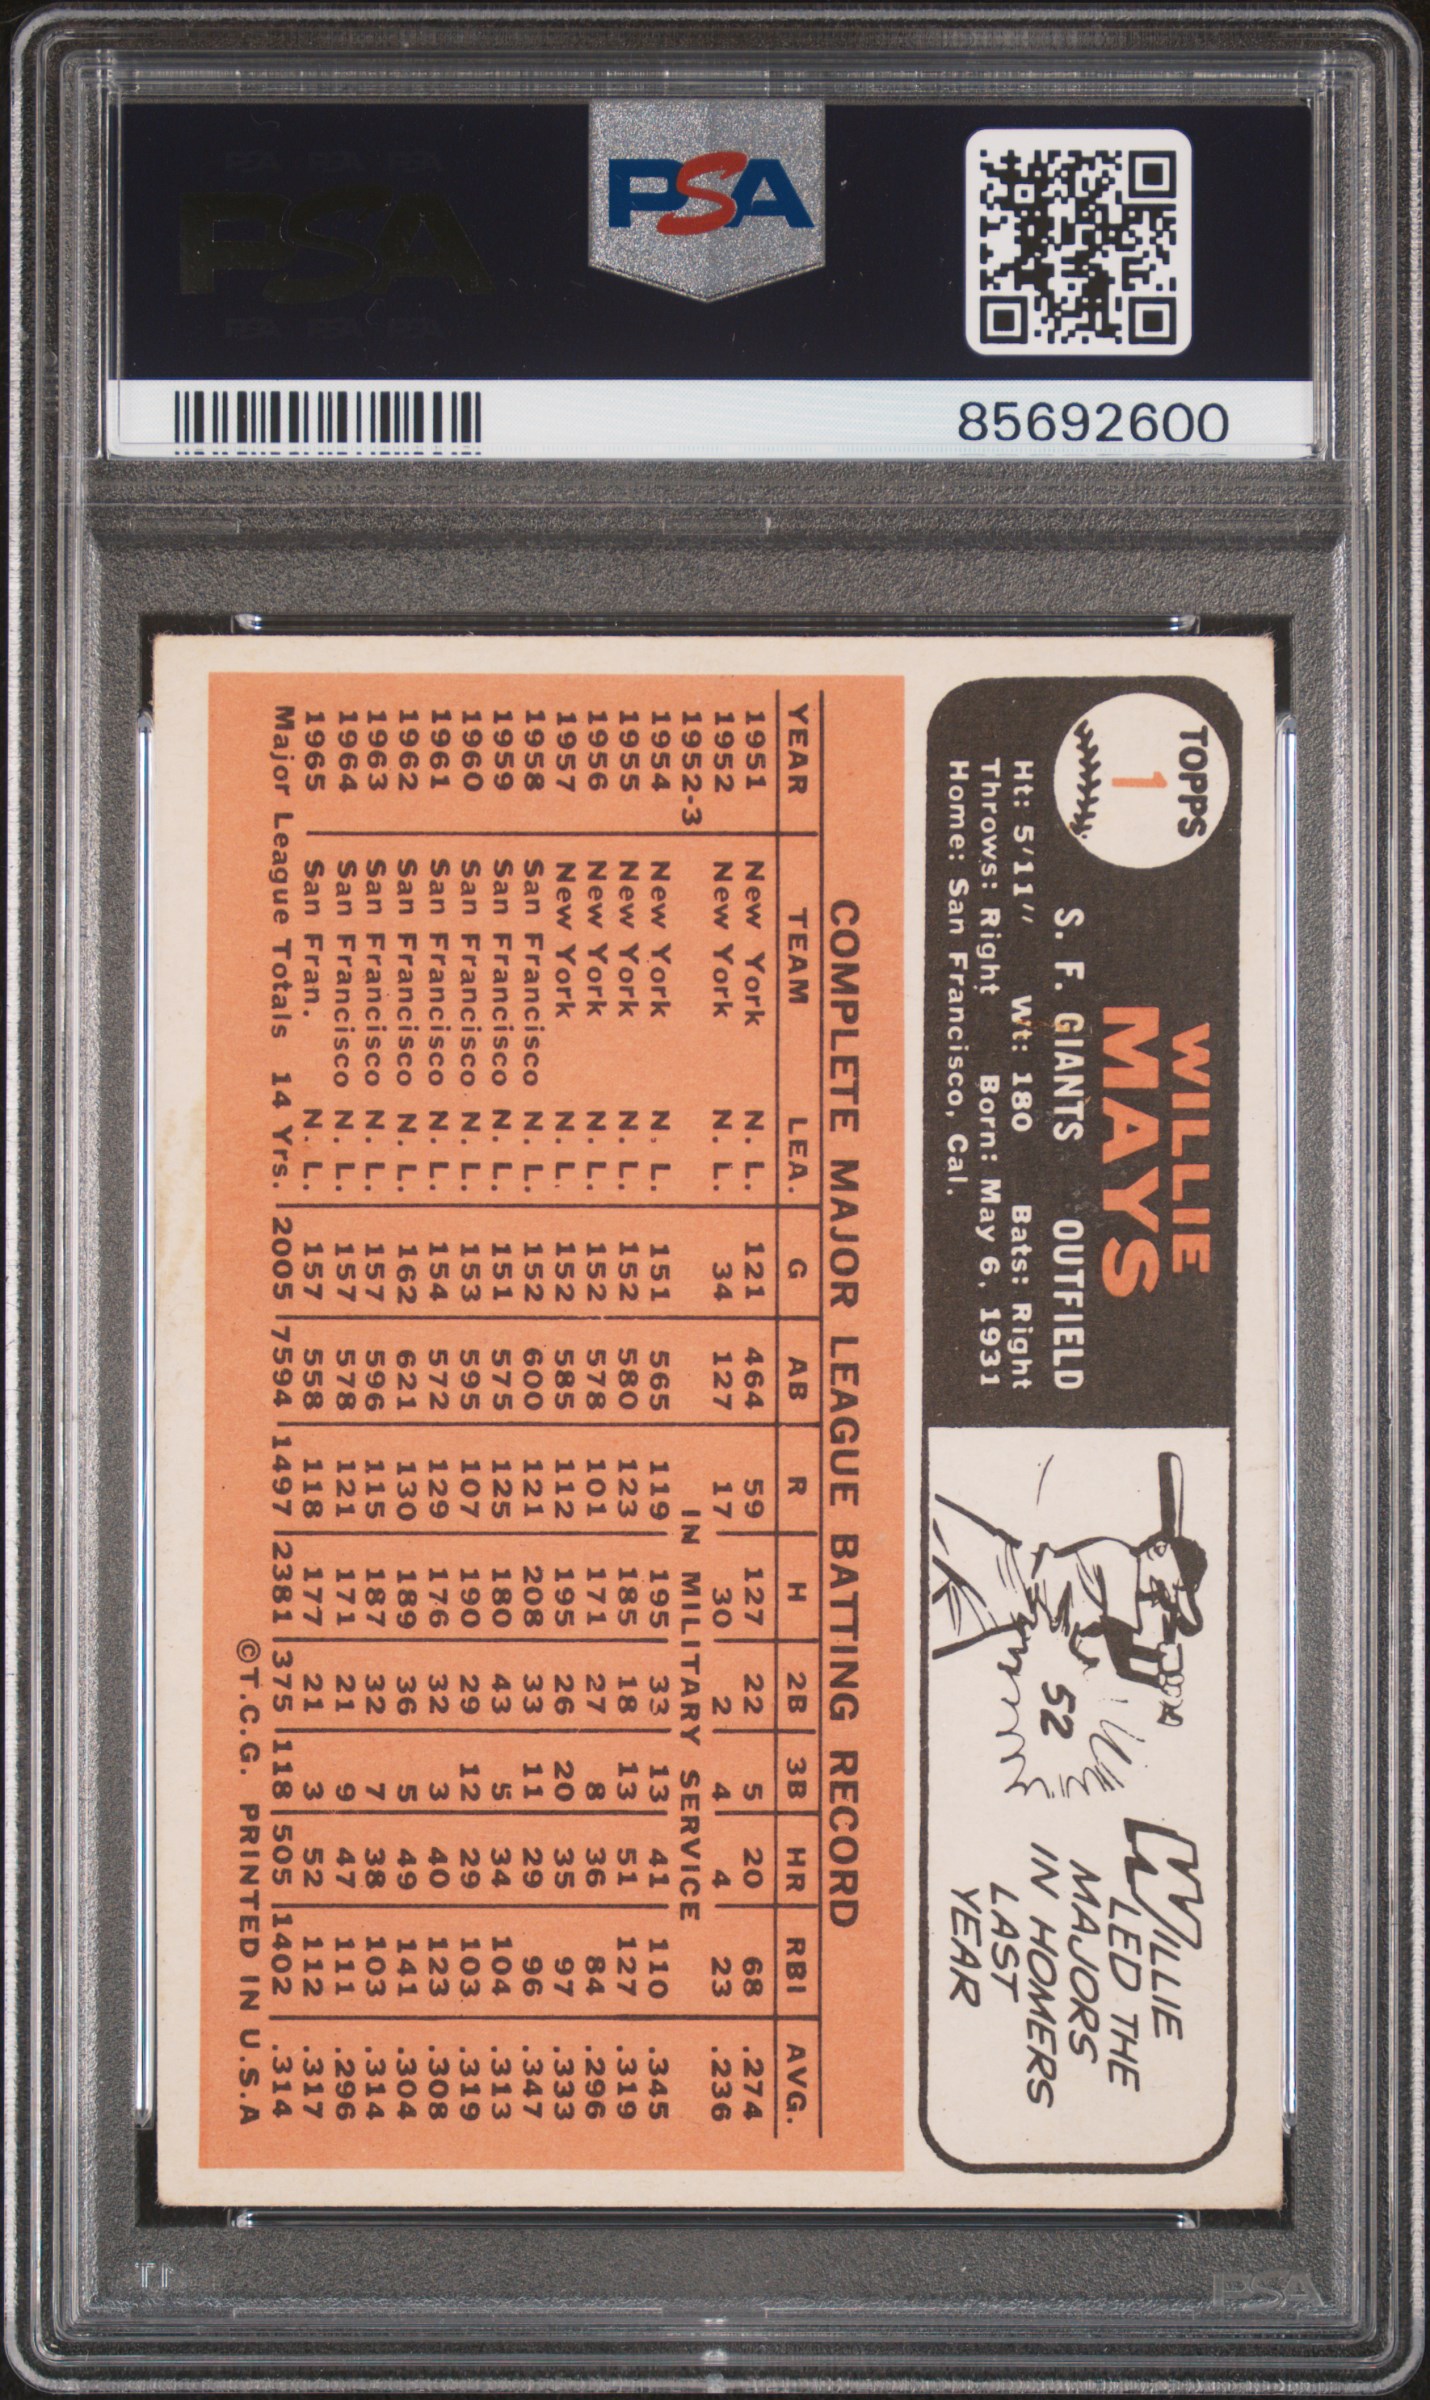 PSA PSA PSA
PSA
PSA PSA PSA
PSA
85692600
TOPPS
1
WILLIE
MAYS
S. F. GIANTS OUTFIELD
Ht: 5'11" Wt: 180 Bats: Right
Throws: Right Born: May 6, 1931
Home: San Francisco, Cal.
52
WILLIE
LED THE
MAJORS
IN HOMERS
LAST
YEAR
COMPLETE MAJOR LEAGUE BATTING RECORD
YEAR TEAM LEA. G AB R H 2B 3B HR RBI AVG.
1951 New York N. L. 121 464 59 127 22 5 20 68 .274
1952 New York N. L. 34 127 17 30 2 4 4 23 .236
1952-3 IN MILITARY SERVICE
1954 New York N. L. 151 565 119 195 33 13 41 110 .345
1955 New York N. L. 152 580 123 185 18 13 51 127 .319
1956 New York N. L. 152 578 101 171 27 8 36 84 .296
1957 New York N. L. 152 585 112 195 26 20 35 97 .333
1958 San Francisco N. L. 152 600 121 208 33 11 29 96 .347
1959 San Francisco N. L. 151 575 125 180 43 5 34 104 .313
1960 San Francisco N. L. 153 595 107 190 29 12 29 103 .319
1961 San Francisco N. L. 154 572 129 176 32 3 40 123 .308
1962 San Francisco N. L. 162 621 130 189 36 5 49 141 .304
1963 San Francisco N. L. 157 596 115 187 32 7 38 103 .314
1964 San Francisco N. L. 157 578 121 171 21 9 47 111 .296
1965 San Fran. N. L. 157 558 118 177 21 3 52 112 .317
Major League Totals 14 Yrs. 2005 7594 1497 2381 375 118 505 1402 .314
©T.C.G. PRINTED IN U.S.A
PSA